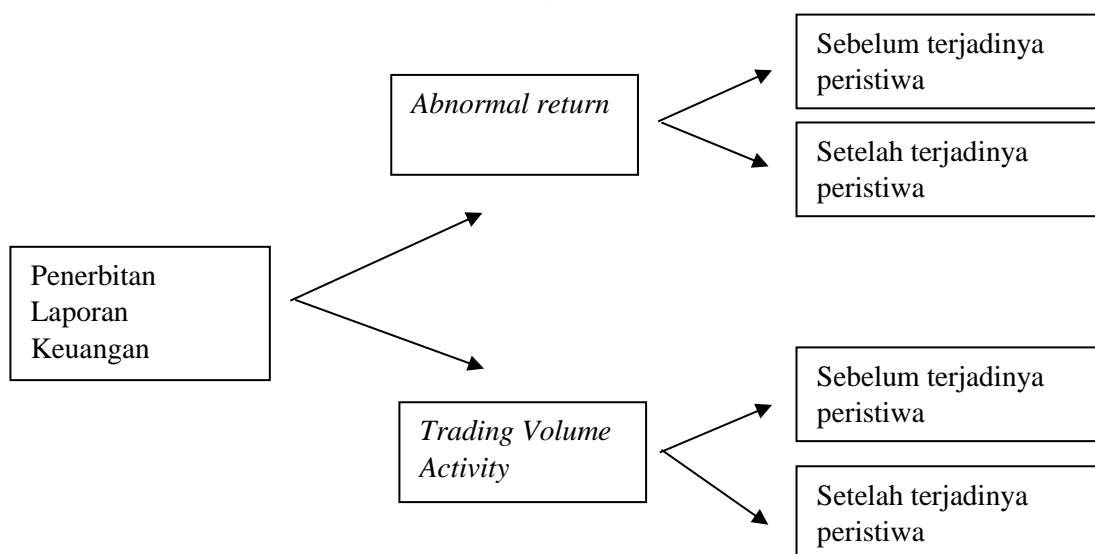 Sebelum terjadinya
peristiwa
Abnormal return
Setelah terjadinya
peristiwa
Penerbitan
Laporan
Keuangan
Sebelum terjadinya
peristiwa
Trading Volume
Activity
Setelah terjadinya
peristiwa